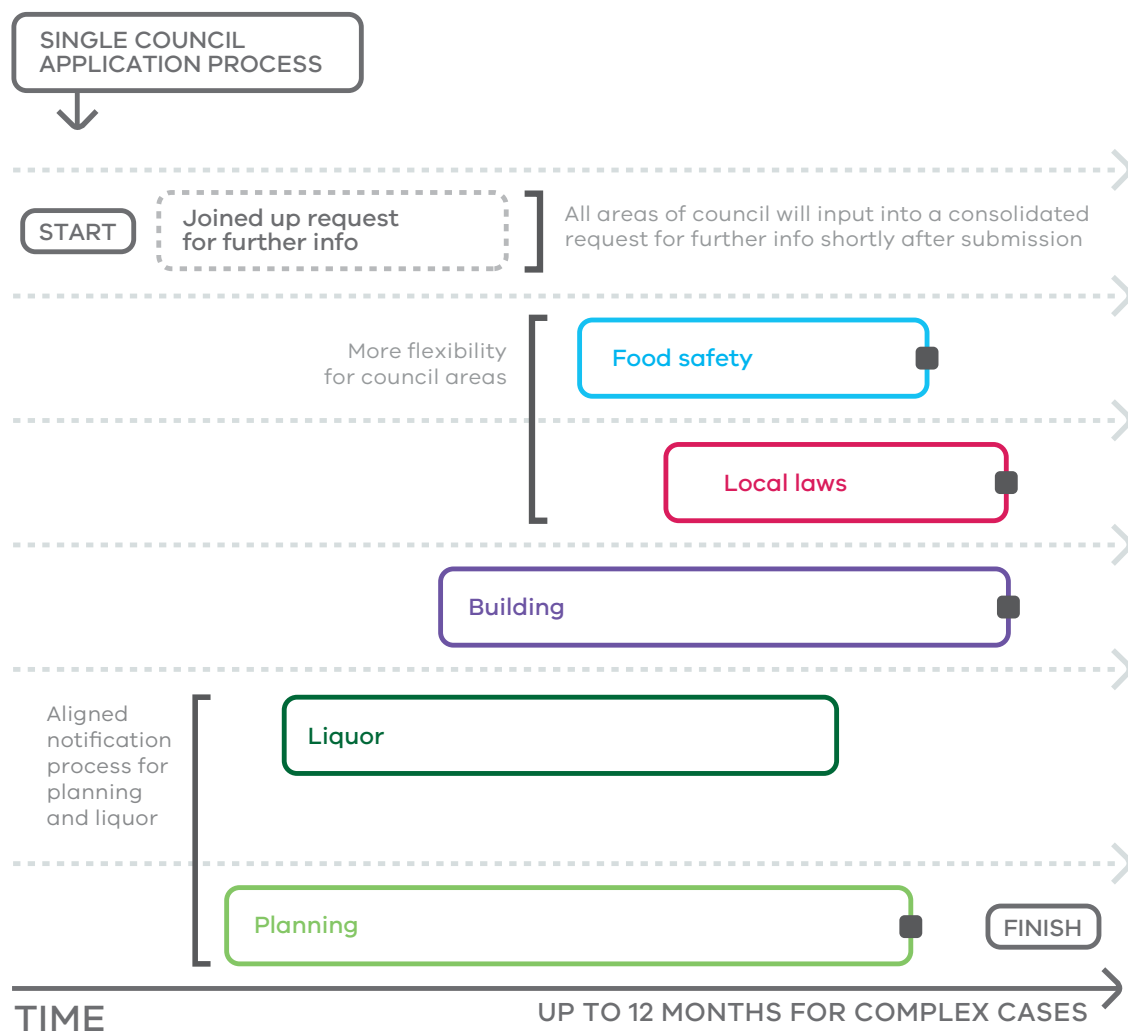 SINGLE COUNCIL
APPLICATION PROCESS
START
Joined up request
for further info
All areas of council will input into a consolidated
request for further info shortly after submission
More flexibility
for council areas
Food safety
Local laws
Building
Aligned
notification
process for
planning
and liquor
Liquor
Planning
FINISH
TIME
UP TO 12 MONTHS FOR COMPLEX CASES